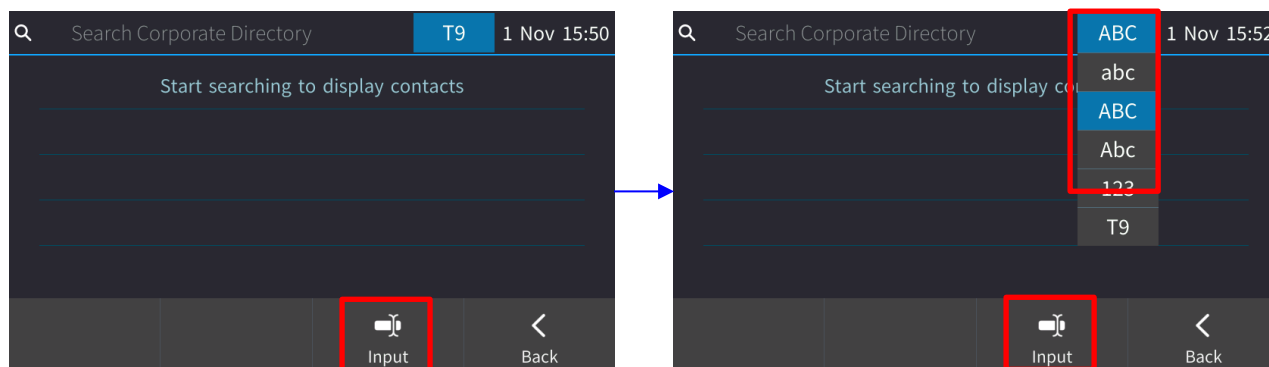 Search Corporate Directory T9 1 Nov 15:50
Start searching to display contacts
Input Back
Search Corporate Directory ABC 1 Nov 15:52
abc
Start searching to display co
ABC
Abc
123
T9
Input Back